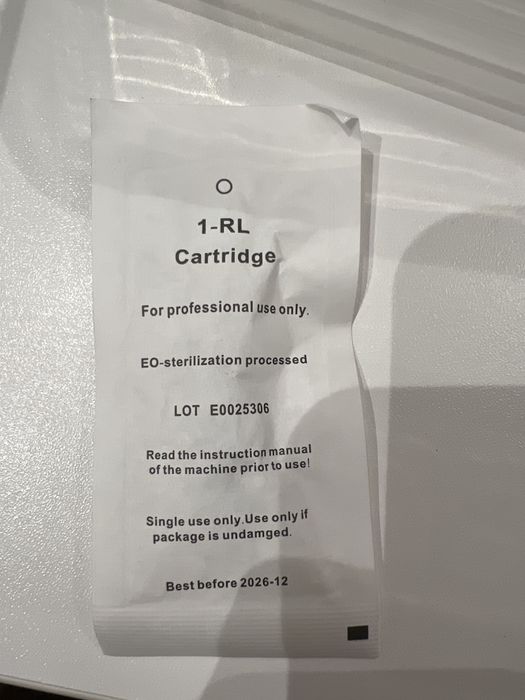 1-RL
Cartridge
For professional use only.
EO-sterilization processed
LOT E0025306
Read the instruction manual
of the machine prior to use!
Single use only.Use only if
package is undamged.
Best before 2026-12